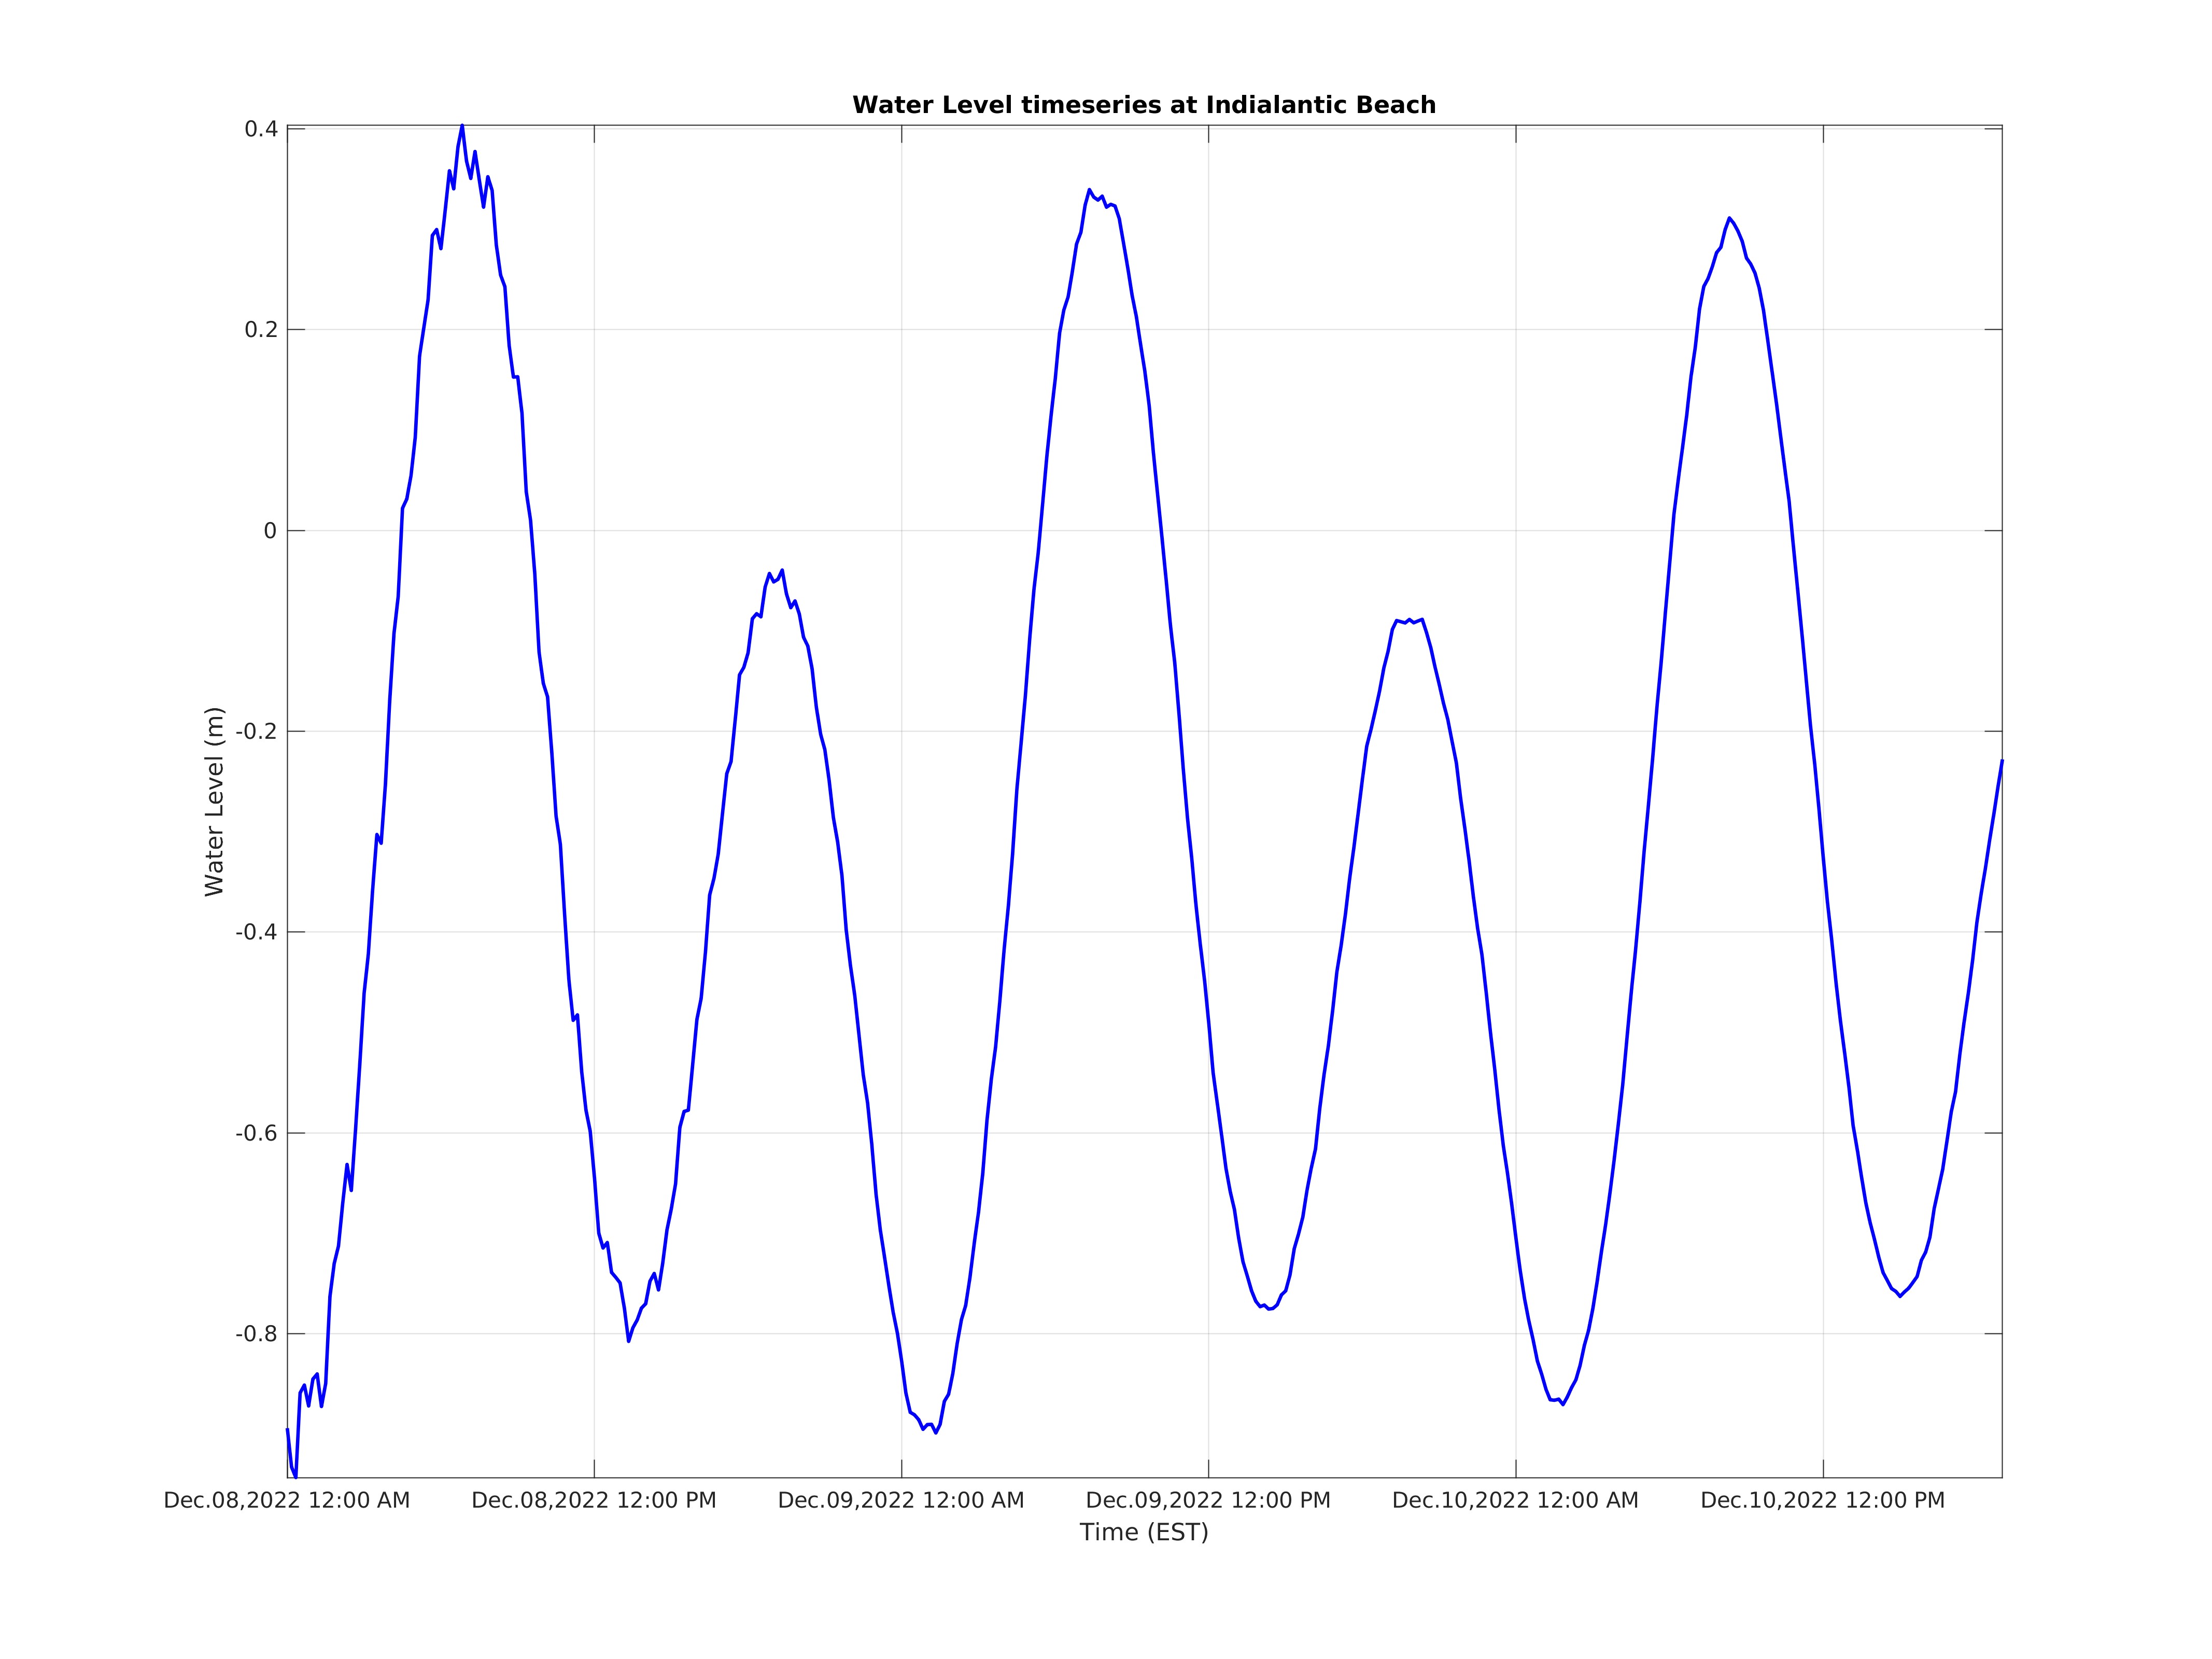 Water Level timeseries at Indialantic Beach
0.4
0.2
0
-0.2
-0.4
-0.6
-0.8
Water Level (m)
Dec.08,2022 12:00 AM Dec.08,2022 12:00 PM Dec.09,2022 12:00 AM Dec.09,2022 12:00 PM Dec.10,2022 12:00 AM Dec.10,2022 12:00 PM
Time (EST)